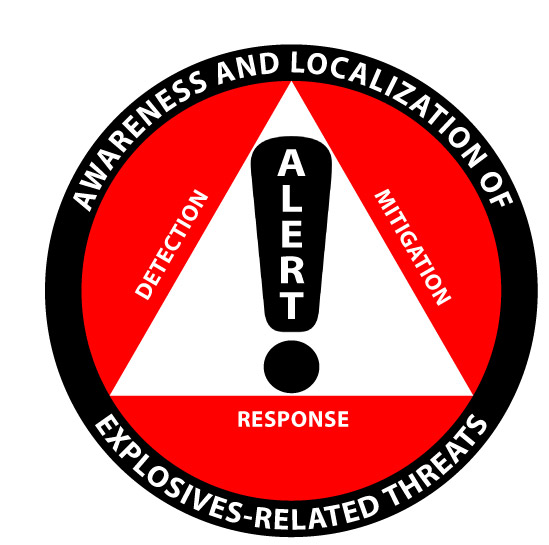 AWARENESS AND LOCALIZATION OF
ALERT
DETECTION
MITIGATION
RESPONSE
EXPLOSIVES-RELATED THREATS